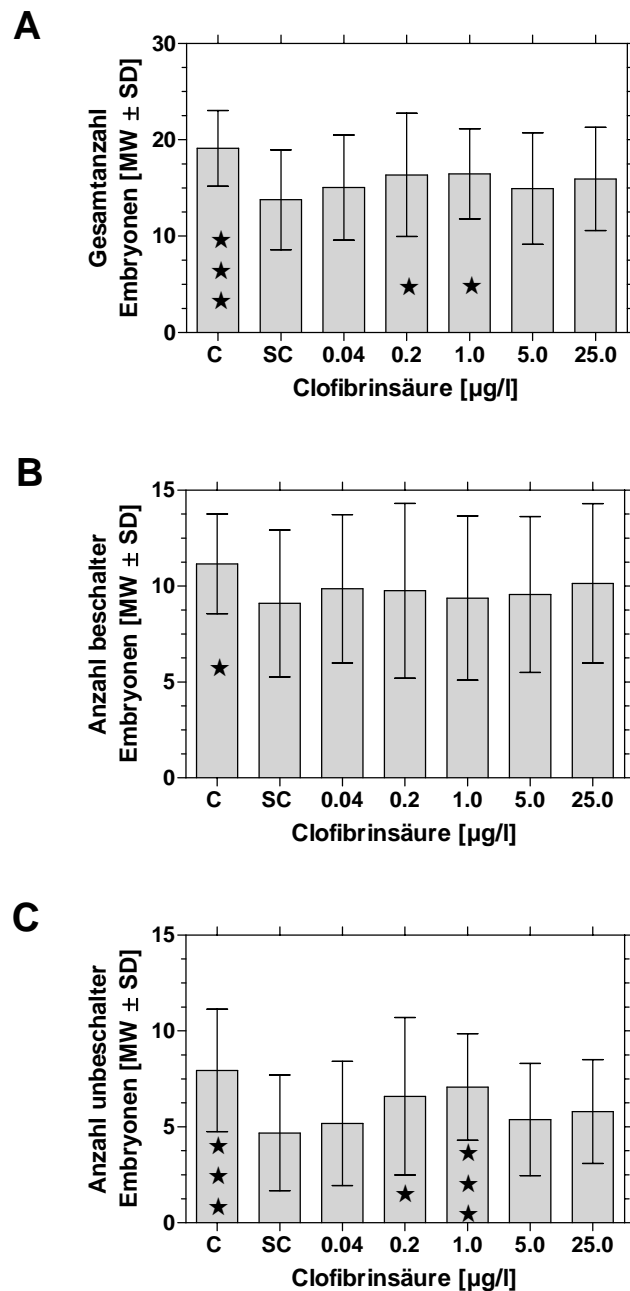 A
Gesamtanzahl
Embryonen [MW ± SD]
30
20
10
0
C SC 0.04 0.2 1.0 5.0 25.0
Clofibrinsäure [µg/l]
B
Anzahl beschalter
Embryonen [MW ± SD]
15
10
5
0
C SC 0.04 0.2 1.0 5.0 25.0
Clofibrinsäure [µg/l]
C
Anzahl unbeschalter
Embryonen [MW ± SD]
15
10
5
0
C SC 0.04 0.2 1.0 5.0 25.0
Clofibrinsäure [µg/l]